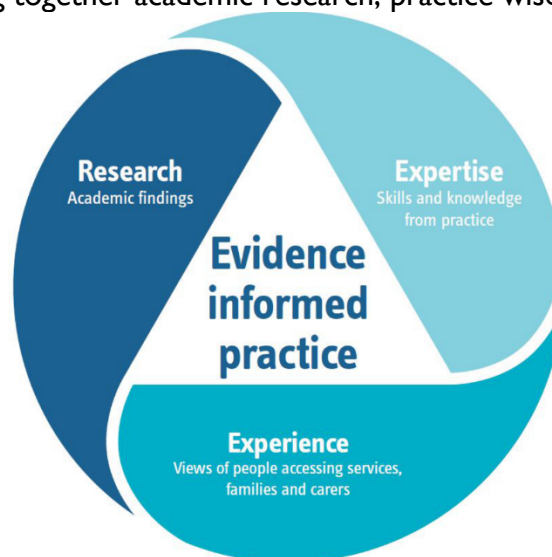 together academic research, practice
Research
Academic findings
Expertise
Skills and knowledge
from practice
Evidence
informed
practice
Experience
Views of people accessing services,
families and carers